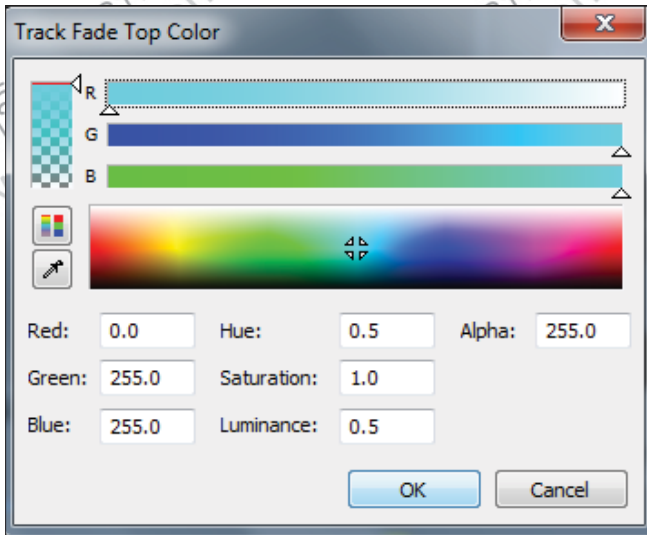 Track Fade Top Color
R
G
B
Red: 0.0 Hue: 0.5 Alpha: 255.0
Green: 255.0 Saturation: 1.0
Blue: 255.0 Luminance: 0.5
OK Cancel